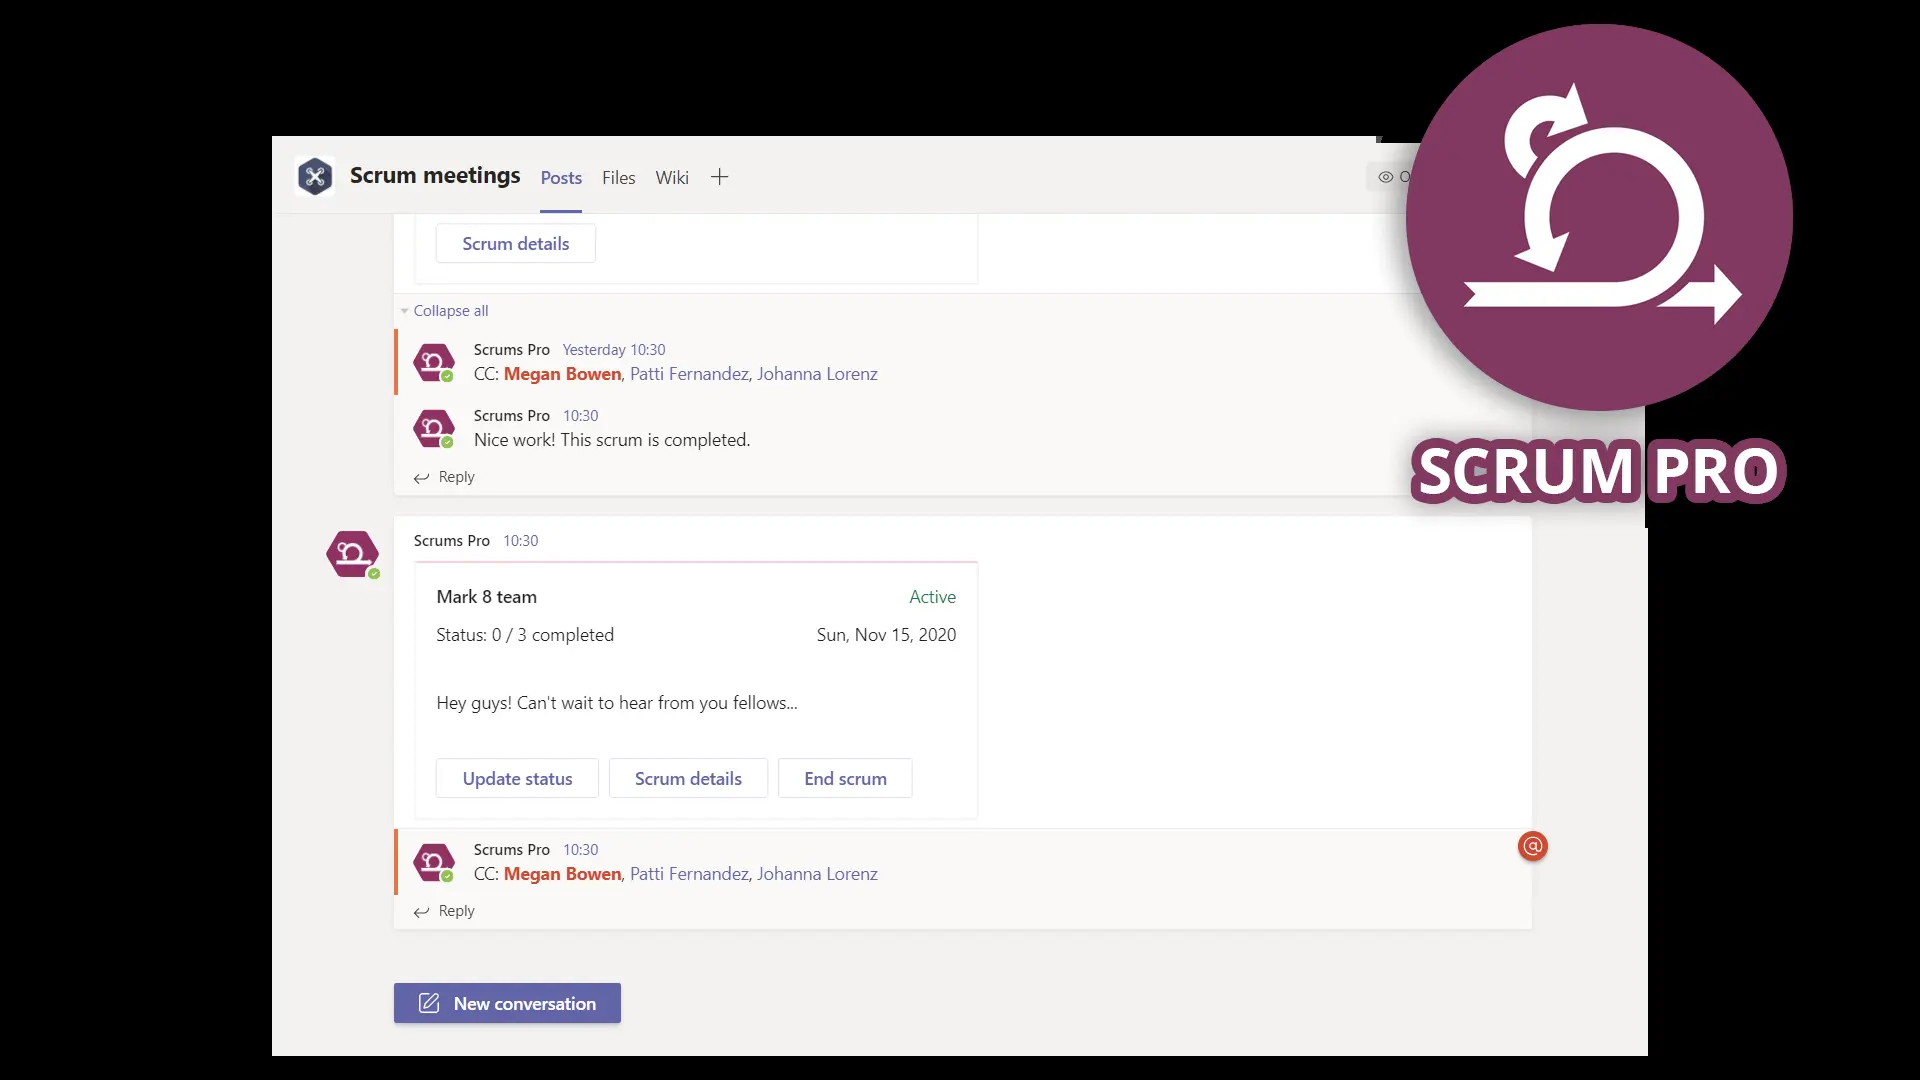 Scrum meetings Posts Files Wiki
Scrum details
Collapse all
Scrums Pro Yesterday 10:30
CC: Megan Bowen, Patti Fernandez, Johanna Lorenz
Scrums Pro 10:30
Nice work! This scrum is completed.
Reply
SCRUM PRO
Scrums Pro 10:30
Mark 8 team Active
Status: 0 / 3 completed Sun, Nov 15, 2020
Hey guys! Can't wait to hear from you fellows...
Update status Scrum details End scrum
Scrums Pro 10:30
CC: Megan Bowen, Patti Fernandez, Johanna Lorenz
@
Reply
New conversation